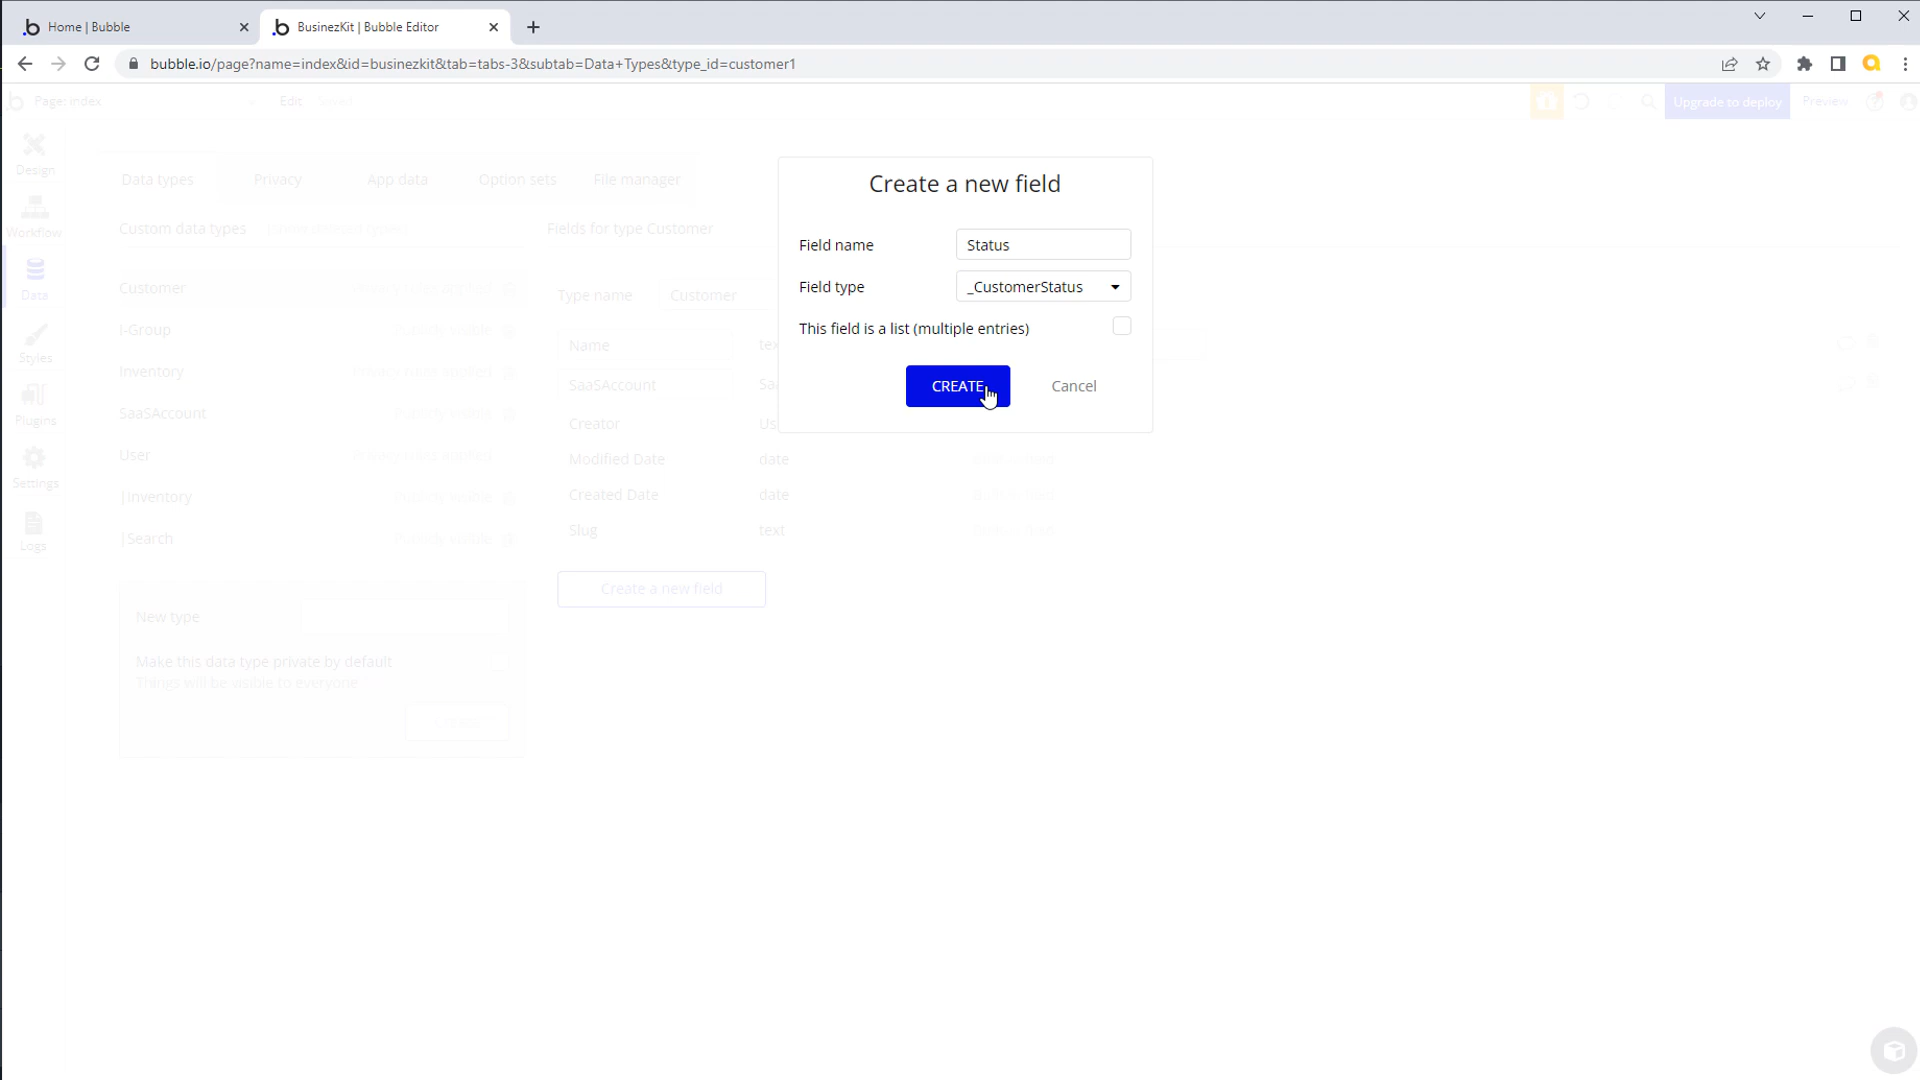 Home | Bubble
BusinezKit | Bubble Editor
bubble.io/page?name=index&id=businezkit&tab=tabs-3&subtab=Data+Types&type_id=customer1
Page: index
Edit
Saved
Upgrade to deploy
Preview
Design
Workflow
Data
Styles
Plugins
Settings
Logs
Data types
Privacy
App data
Option sets
File manager
Custom data types
Fields for type Customer
Customer
I-Group
Inventory
SaaSAccount
User
|Inventory
|Search
Publicly visible
New type
Make this data type private by default
Things will be visible to everyone
Type name
Customer
Name
SaaSAccount
Creator
Modified Date
date
Created Date
date
Slug
text
Create a new field
Create a new field
Field name
Status
Field type
_CustomerStatus
This field is a list (multiple entries)
CREATE
Cancel